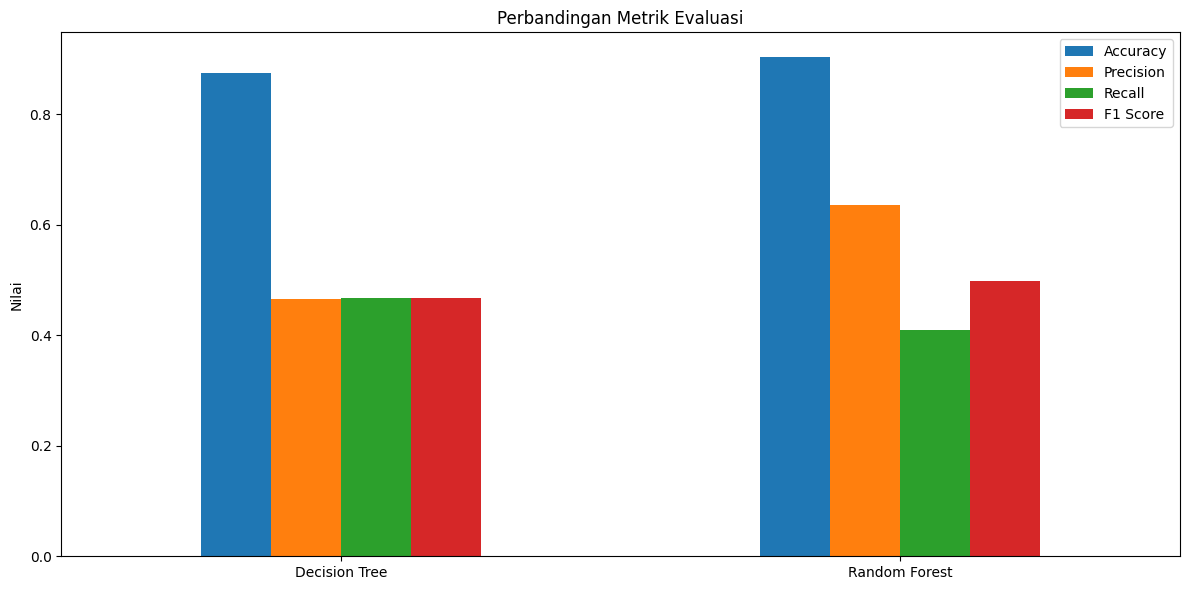 Perbandingan Metrik Evaluasi
Accuracy
Precision
Recall
F1 Score
Nilai
0.8
0.6
0.4
0.2
0.0
Decision Tree
Random Forest